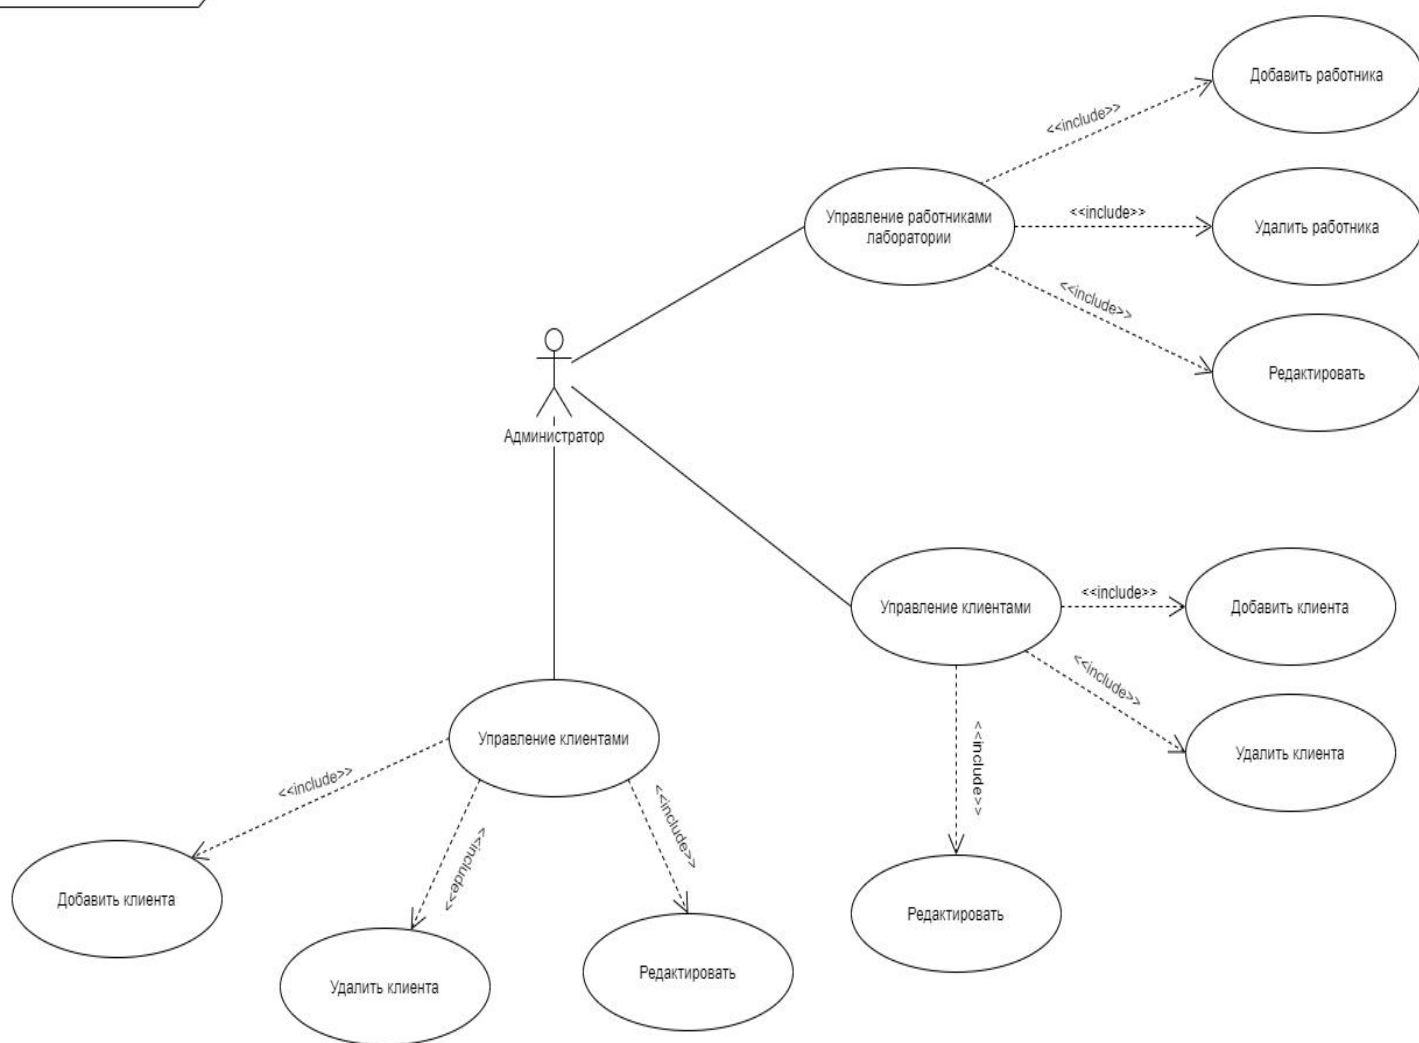 Добавить работника
<<include>>
Управление работниками
лаборатории
<<include>>
Удалить работника
<<include>>
Редактировать
Администратор
Управление клиентами
<<include>>
Добавить клиента
<<include>>
Удалить клиента
<<include>>
Редактировать
Управление клиентами
<<include>>
<<include>>
<<include>>
Добавить клиента
Удалить клиента
Редактировать